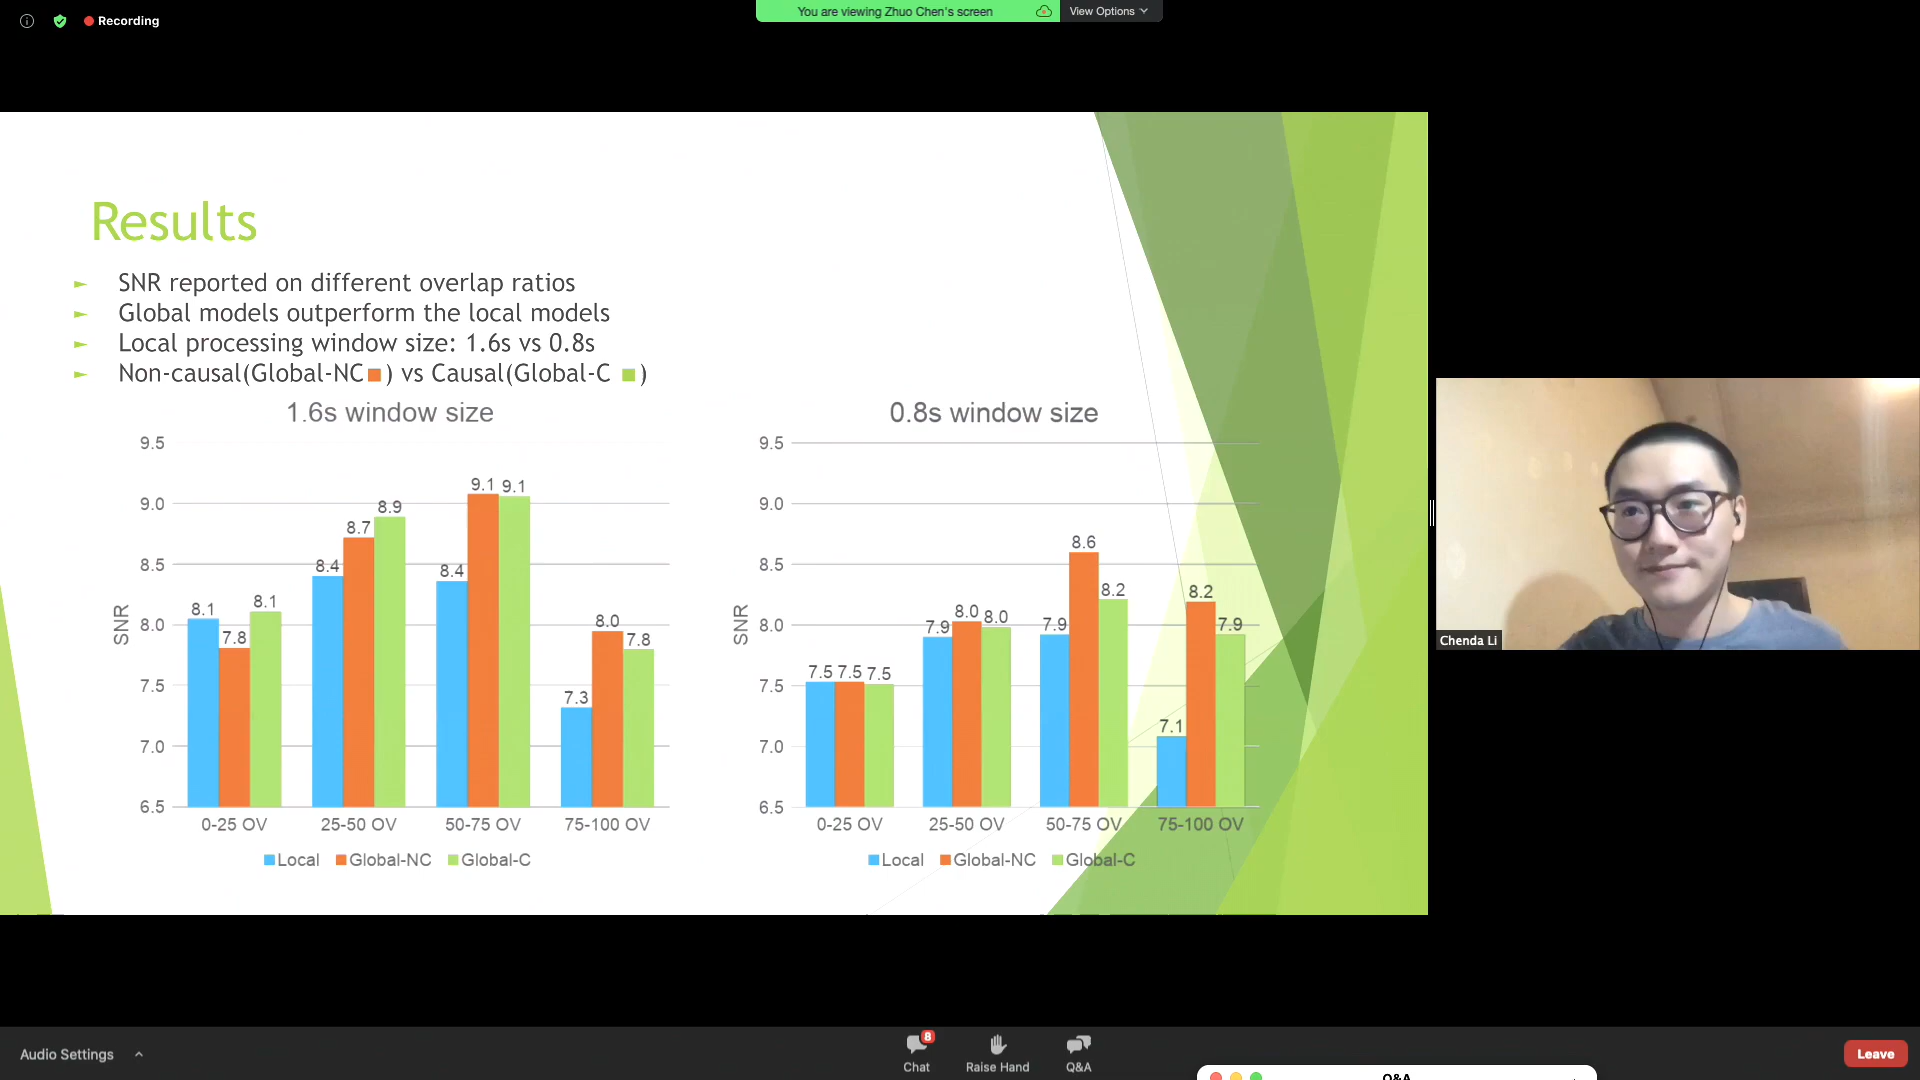 Recording
You are viewing Zhuo Chen's screen
View Options
Results
SNR reported on different overlap ratios
Global models outperform the local models
Local processing window size: 1.6s vs 0.8s
Non-causal(Global-NC ) vs Causal(Global-C )
1.6s window size
9.5
9.0
8.5
8.0
7.5
7.0
6.5
SNR
8.1
7.8
8.1
8.4
8.7
8.9
8.4
9.1
9.1
7.3
8.0
7.8
0-25 OV
25-50 OV
50-75 OV
75-100 OV
Local
Global-NC
Global-C
0.8s window size
9.5
9.0
8.5
8.0
7.5
7.0
6.5
SNR
7.5
7.5
7.5
7.9
8.0
8.0
7.9
8.6
8.2
7.1
8.2
7.9
0-25 OV
25-50 OV
50-75 OV
75-100 OV
Local
Global-NC
Global-C
Chenda Li
Audio Settings
8
Chat
Raise Hand
Q&A
Leave
Q&A